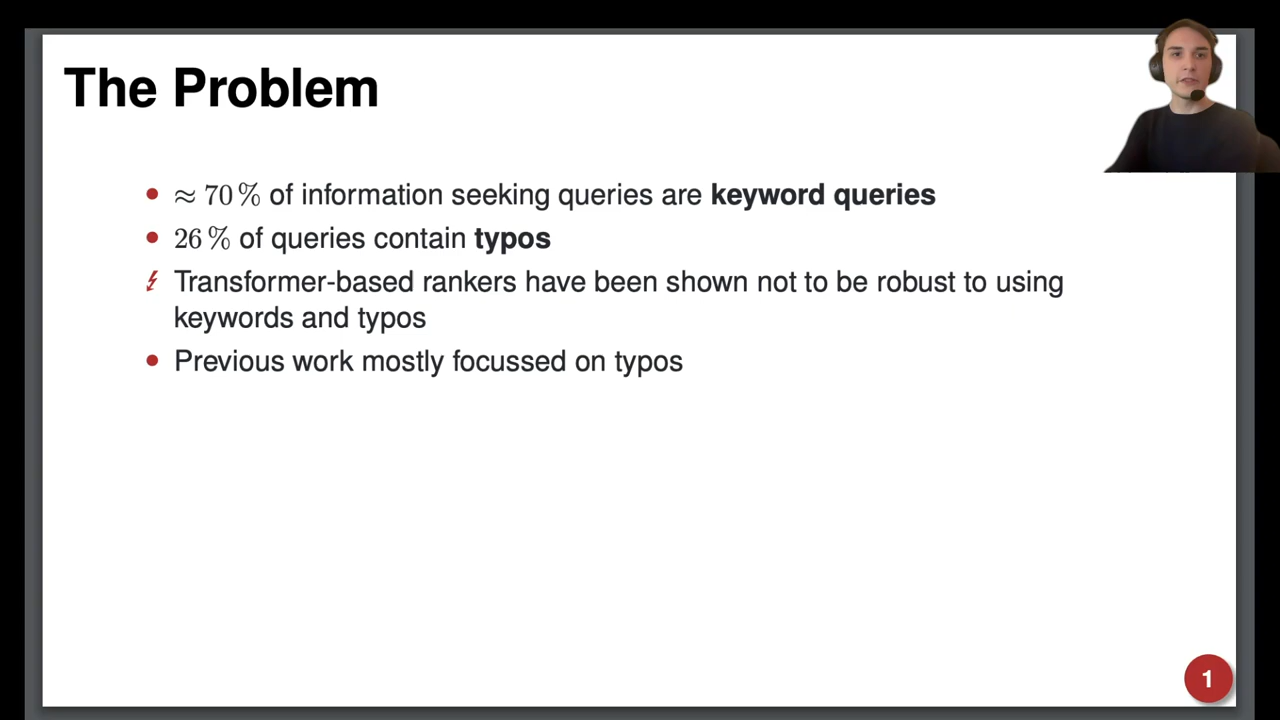 The Problem
≈ 70 % of information seeking queries are keyword queries
26 % of queries contain typos
Transformer-based rankers have been shown not to be robust to using
keywords and typos
Previous work mostly focussed on typos
1